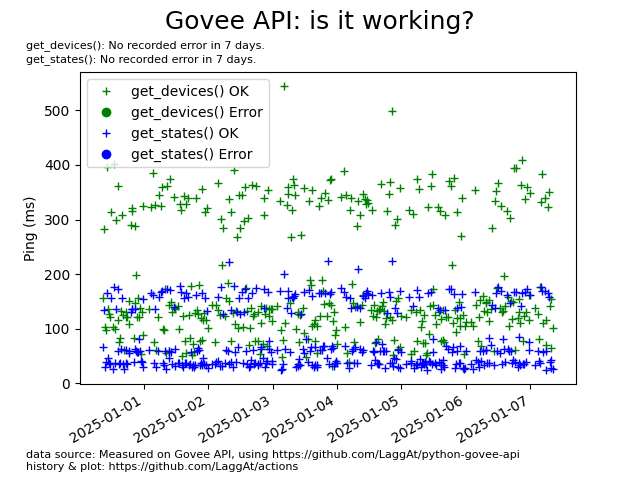 Govee API: is it working?
get_devices(): No recorded error in 7 days.
get_states(): No recorded error in 7 days.
get_devices() OK
get_devices() Error
get_states() OK
get_states() Error
Ping (ms)
500
400
300
200
100
0
2025-01-01
2025-01-02
2025-01-03
2025-01-04
2025-01-05
2025-01-06
2025-01-07
data source: Measured on Govee API, using https://github.com/LaggAt/python-govee-api
history & plot: https://github.com/LaggAt/actions